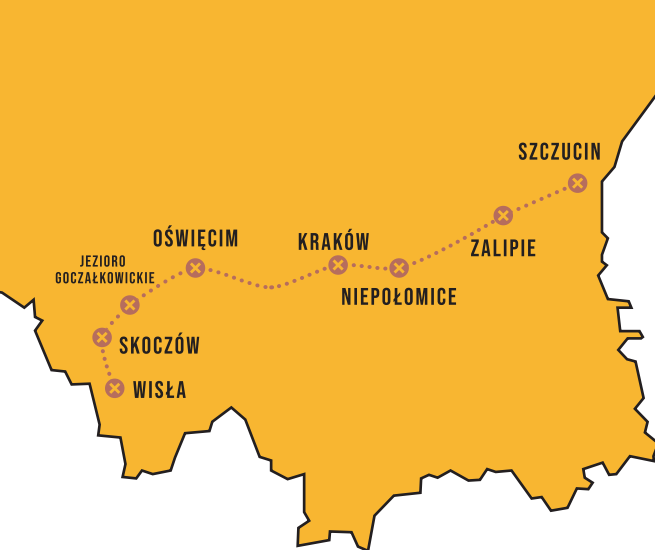 SZCZUCIN
OŚWIĘCIM
KRAKÓW
ZALIPIE
JEZIORO
GOCZAŁKOWICKIE
NIEPOŁOMICE
SKOCZÓW
WISŁA